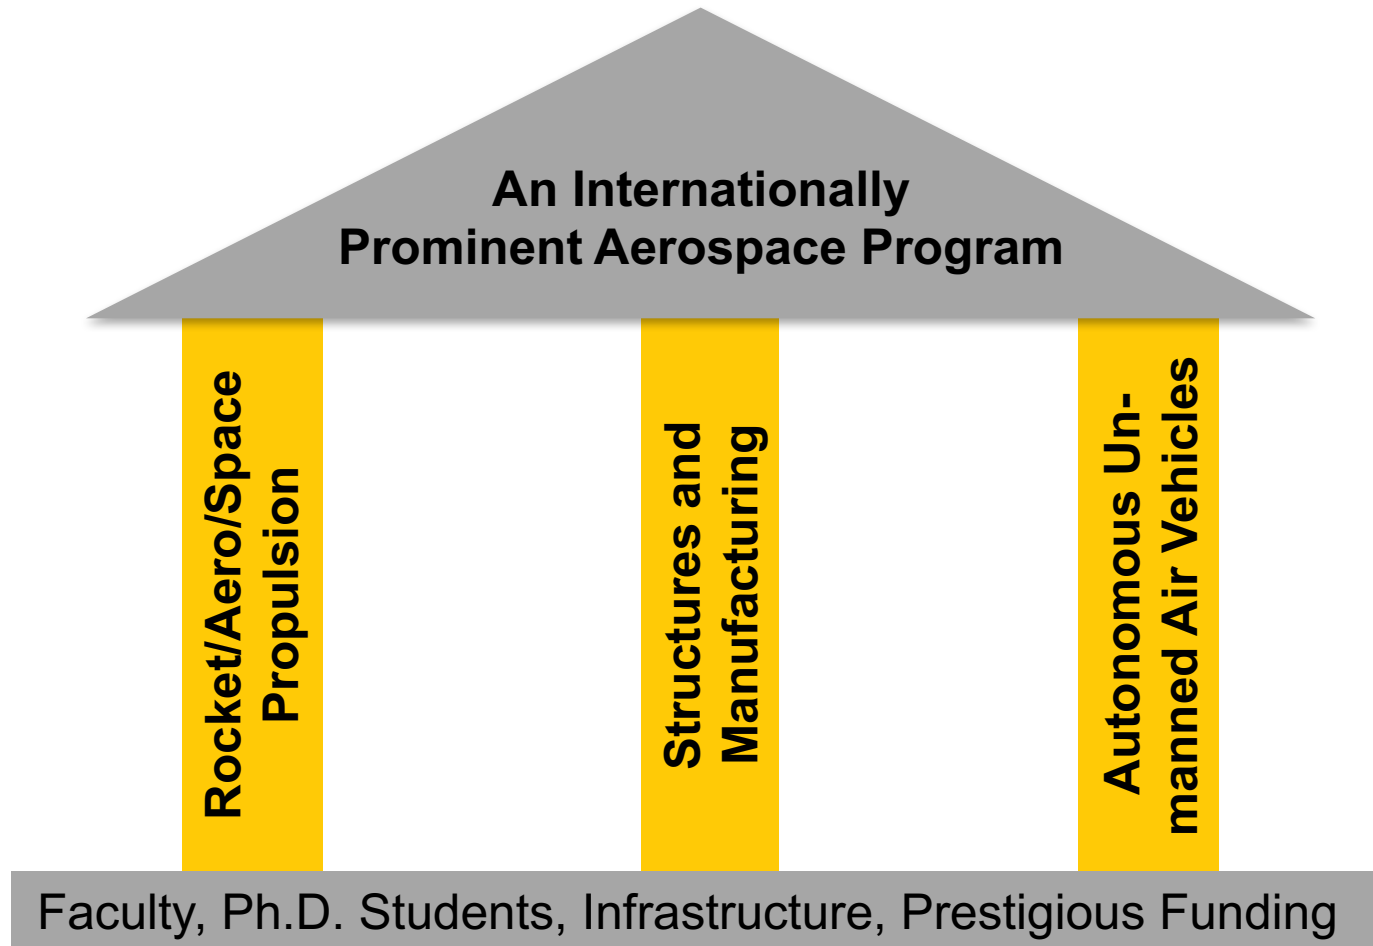 An Internationally
Prominent Aerospace Program
Rocket/Aero/Space
Propulsion
Structures and
Manufacturing
Autonomous Un-
manned Air Vehicles
Faculty, Ph.D. Students, Infrastructure, Prestigious Funding